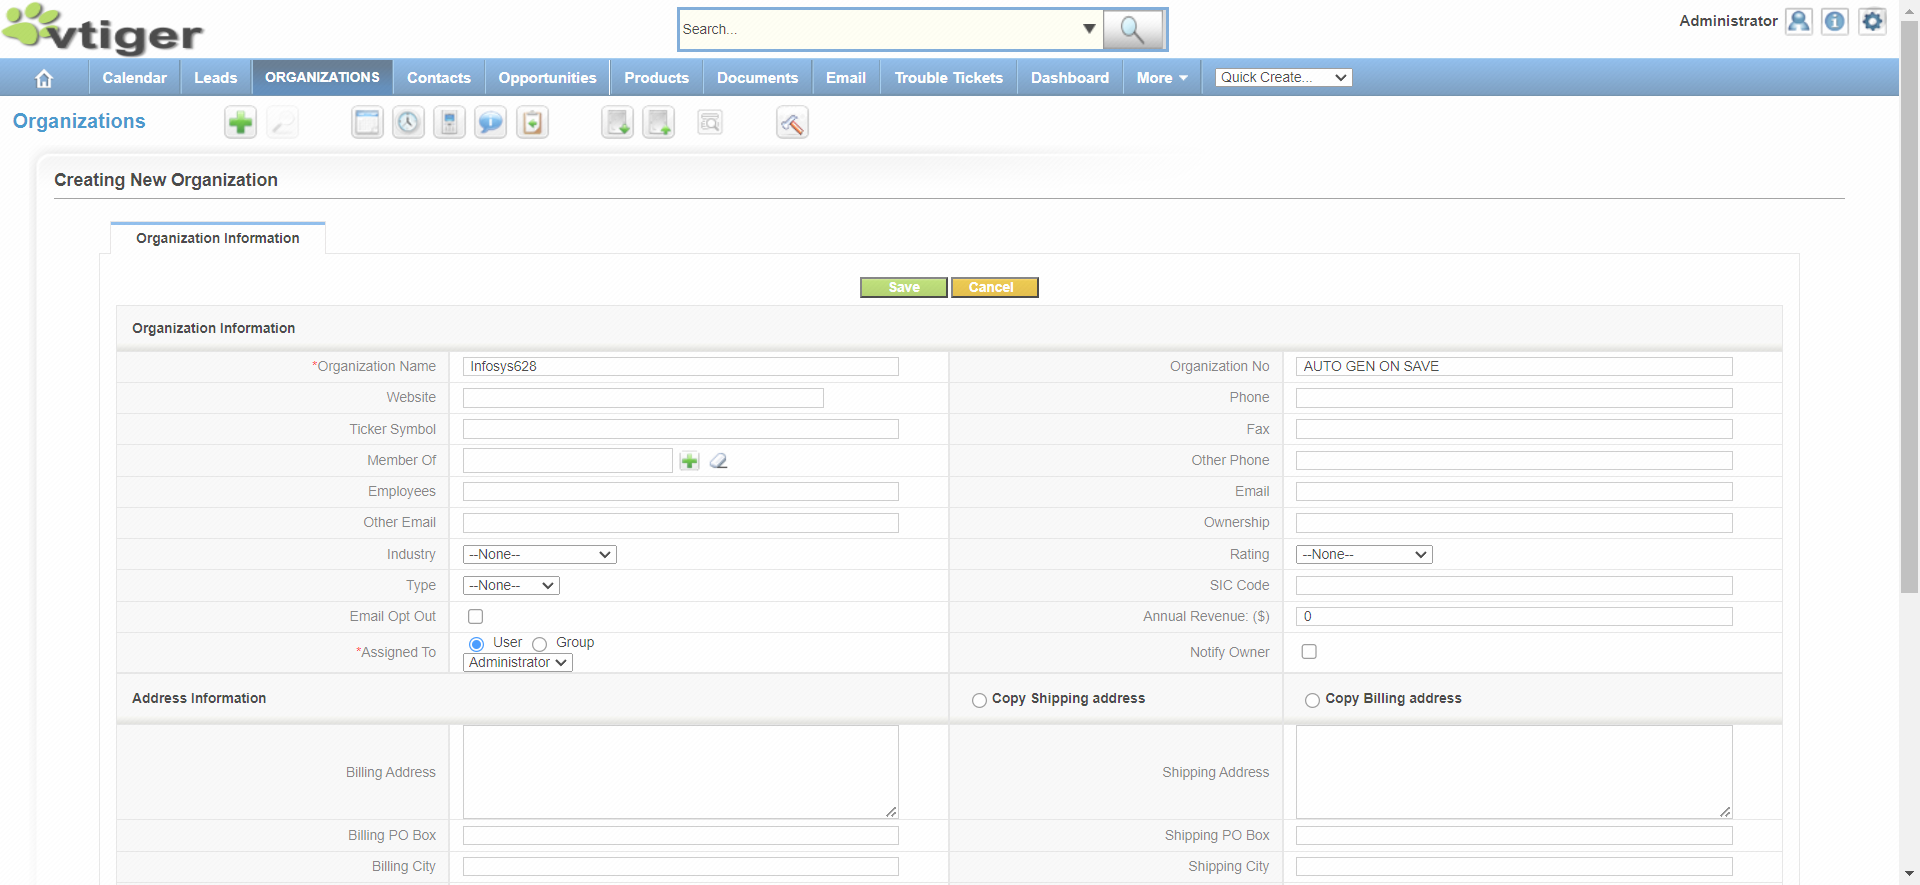 vtiger
Search...
Administrator
Calendar
Leads
ORGANIZATIONS
Contacts
Opportunities
Products
Documents
Email
Trouble Tickets
Dashboard
More
Quick Create...
Organizations
Creating New Organization
Organization Information
Save
Cancel
Organization Information
*Organization Name
Infosys628
Organization No
AUTO GEN ON SAVE
Website
Phone
Ticker Symbol
Fax
Member Of
Other Phone
Employees
Email
Other Email
Ownership
Industry
--None--
Rating
--None--
Type
--None--
SIC Code
Email Opt Out
Annual Revenue: ($)
0
*Assigned To
User
Group
Administrator
Notify Owner
Address Information
Copy Shipping address
Copy Billing address
Billing Address
Shipping Address
Billing PO Box
Shipping PO Box
Billing City
Shipping City